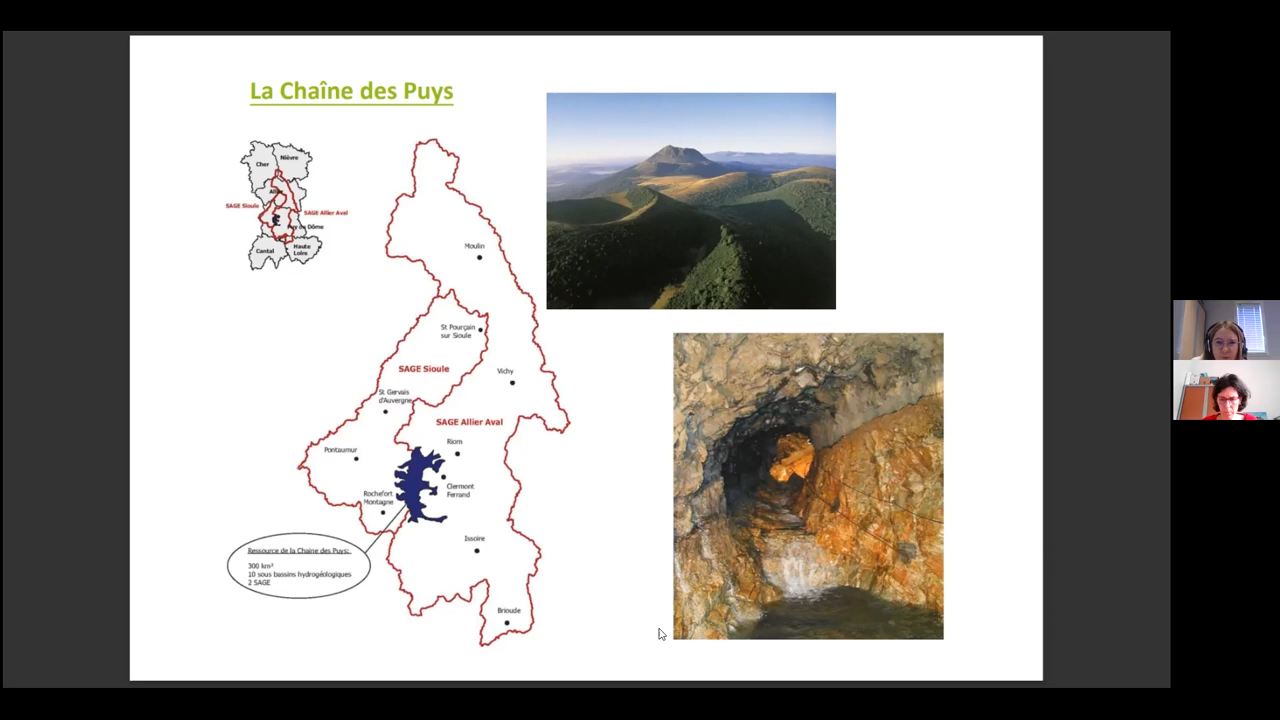 La Chaîne des Puys
Cher
Nièvre
Allier
SAGE Sioule
SAGE Allier Aval
Puy de Dôme
Cantal
Haute
Loire
Moulin
St Pourçain
sur Sioule
SAGE Sioule
Vichy
St Gervais
d'Auvergne
SAGE Allier Aval
Riom
Pontaumur
Clermont
Ferrand
Rochefort
Montagne
Issoire
Ressource de la Chaine des Puys:
300 km²
10 sous bassins hydrogéologiques
2 SAGE
Brioude